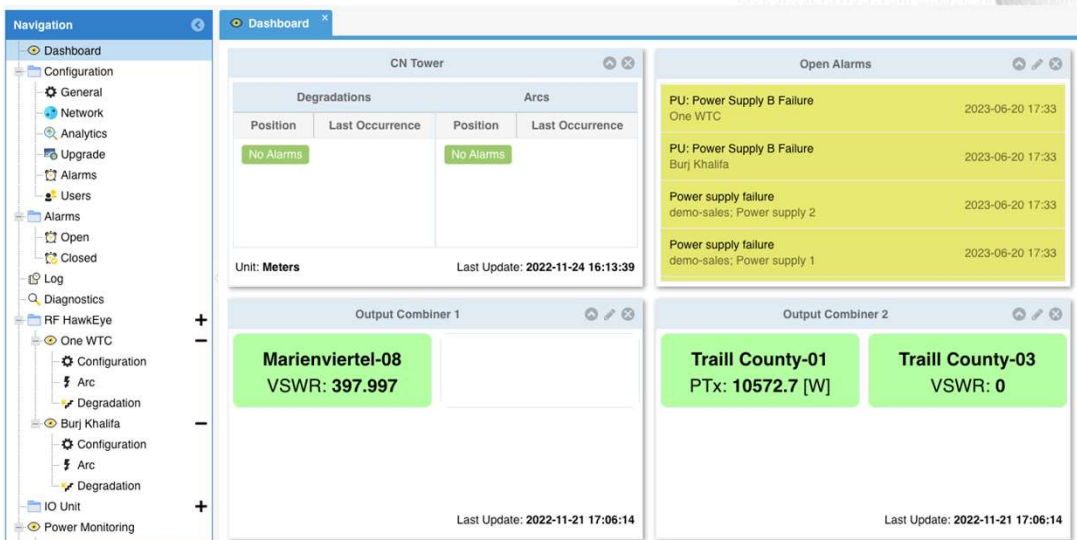 Navigation
Dashboard
Configuration
General
Network
Analytics
Upgrade
Alarms
Users
Alarms
Open
Closed
Log
Diagnostics
RF HawkEye
One WTC
Configuration
Arc
Degradation
Burj Khalifa
Configuration
Arc
Degradation
IO Unit
Power Monitoring
Dashboard
CN Tower
Degradations Arcs
Position Last Occurrence Position Last Occurrence
No Alarms No Alarms
Unit: Meters Last Update: 2022-11-24 16:13:39
Open Alarms
PU: Power Supply B Failure
One WTC 2023-06-20 17:33
PU: Power Supply B Failure
Burj Khalifa 2023-06-20 17:33
Power supply failure
demo-sales; Power supply 2 2023-06-20 17:33
Power supply failure
demo-sales; Power supply 1 2023-06-20 17:33
Output Combiner 1
Marienviertel-08
VSWR: 397.997
Last Update: 2022-11-21 17:06:14
Output Combiner 2
Traill County-01
PTx: 10572.7 [W]
Traill County-03
VSWR: 0
Last Update: 2022-11-21 17:06:14